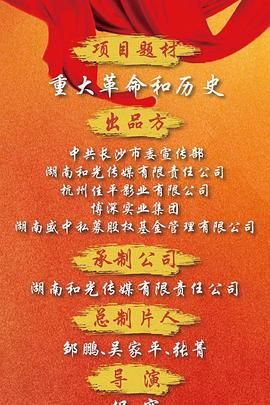 项目题材
重大革命和历史
出品方
中共长沙市委宣传部
湖南和光传媒有限责任公司
杭州佳平影业有限公司
博深实业集团
湖南盛中私募股权基金管理有限公司
承制公司
湖南和光传媒有限责任公司
总制片人
邹鹏、吴家平、张菁
导演